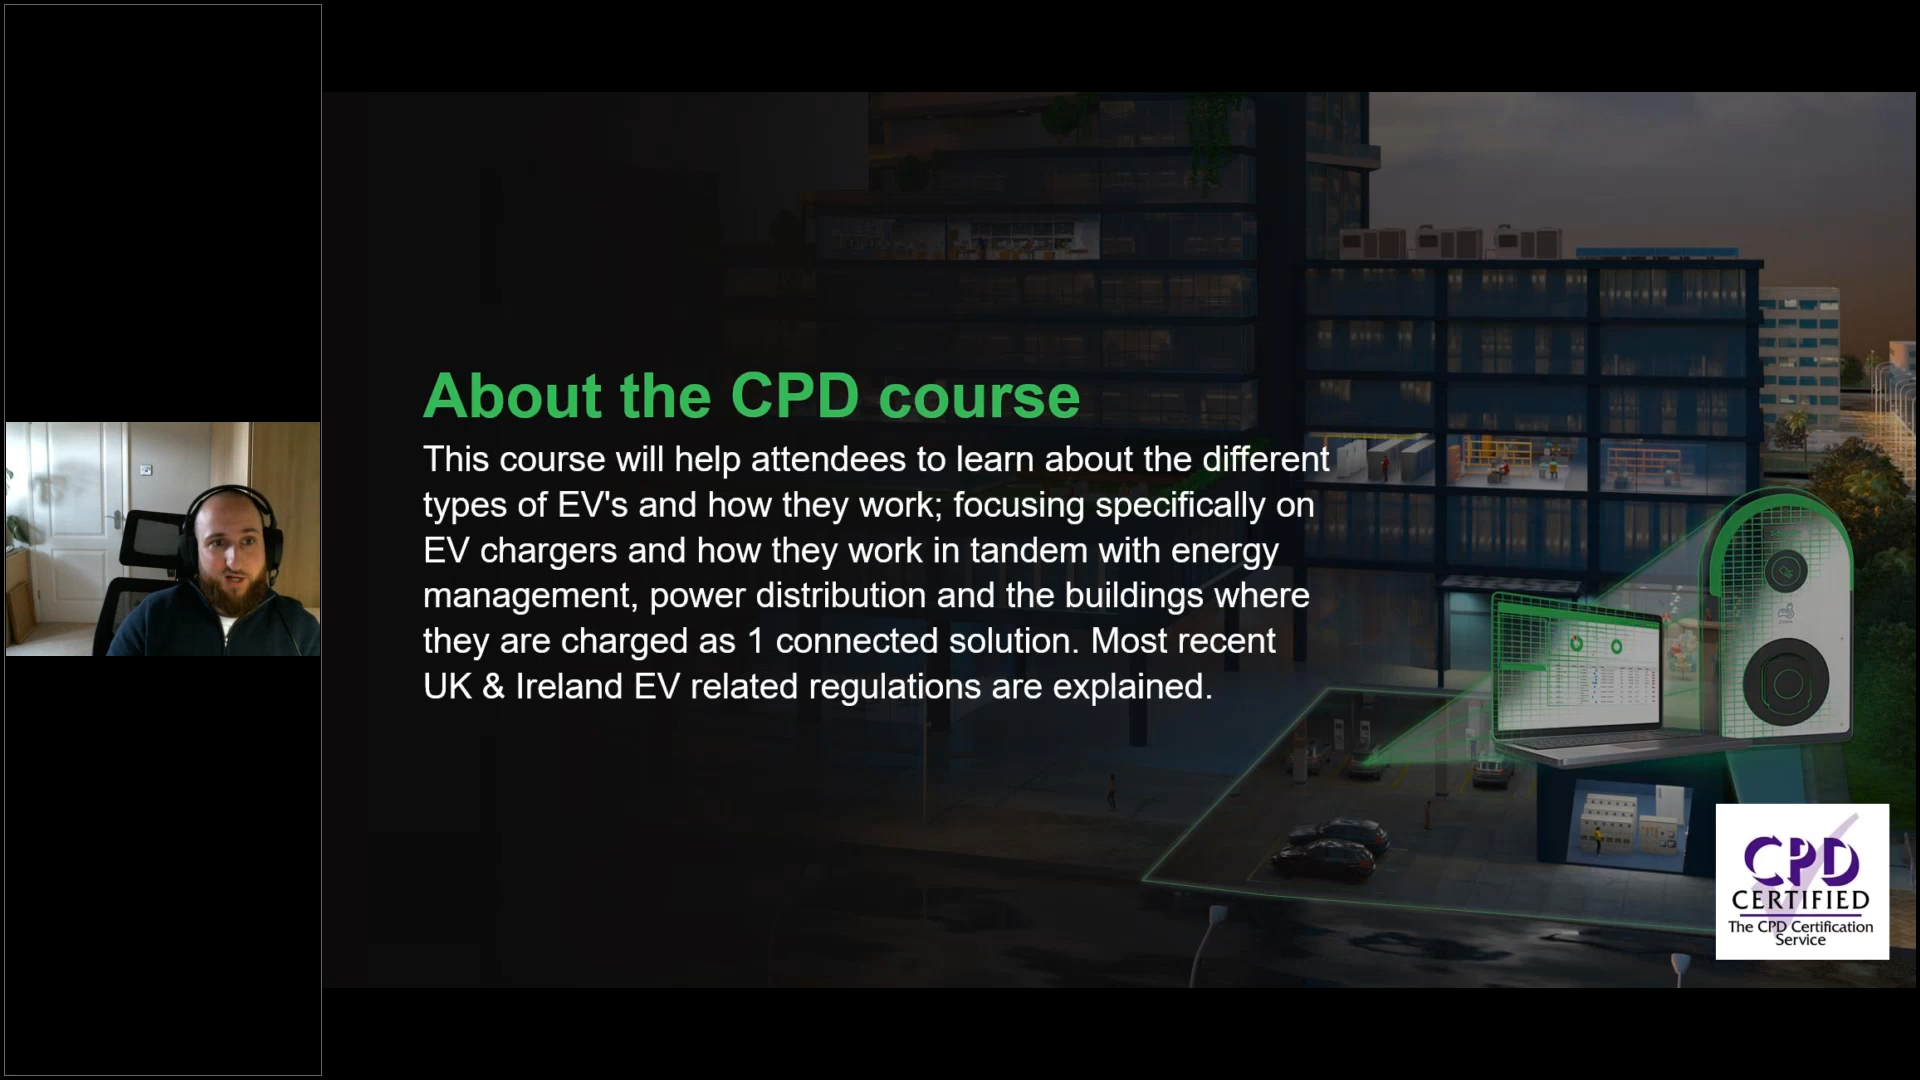 About the CPD course
This course will help attendees to learn about the different
types of EV's and how they work; focusing specifically on
EV chargers and how they work in tandem with energy
management, power distribution and the buildings where
they are charged as 1 connected solution. Most recent
UK & Ireland EV related regulations are explained.
CPD
CERTIFIED
The CPD Certification
Service